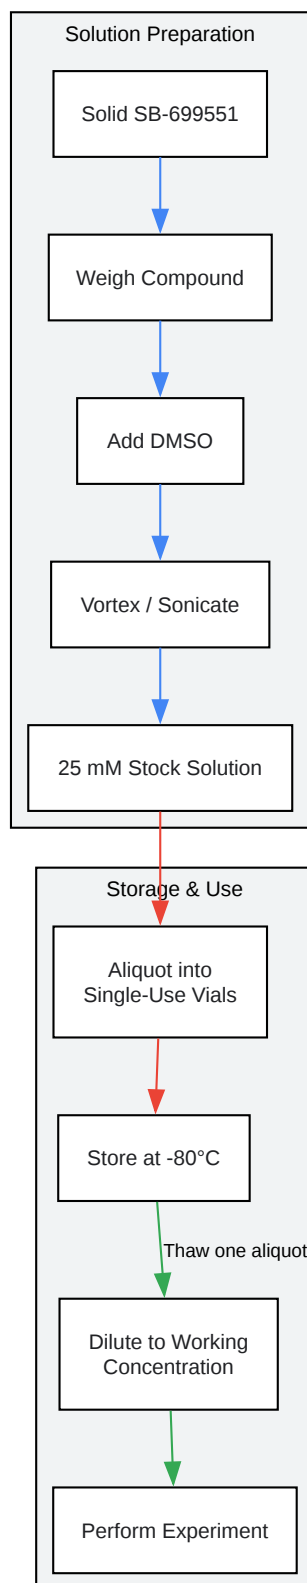 Solution Preparation
Solid SB-699551
Weigh Compound
Add DMSO
Vortex / Sonicate
25 mM Stock Solution
Storage & Use
Aliquot into
Single-Use Vials
Store at -80°C
Thaw one aliquot
Dilute to Working
Concentration
Perform Experiment